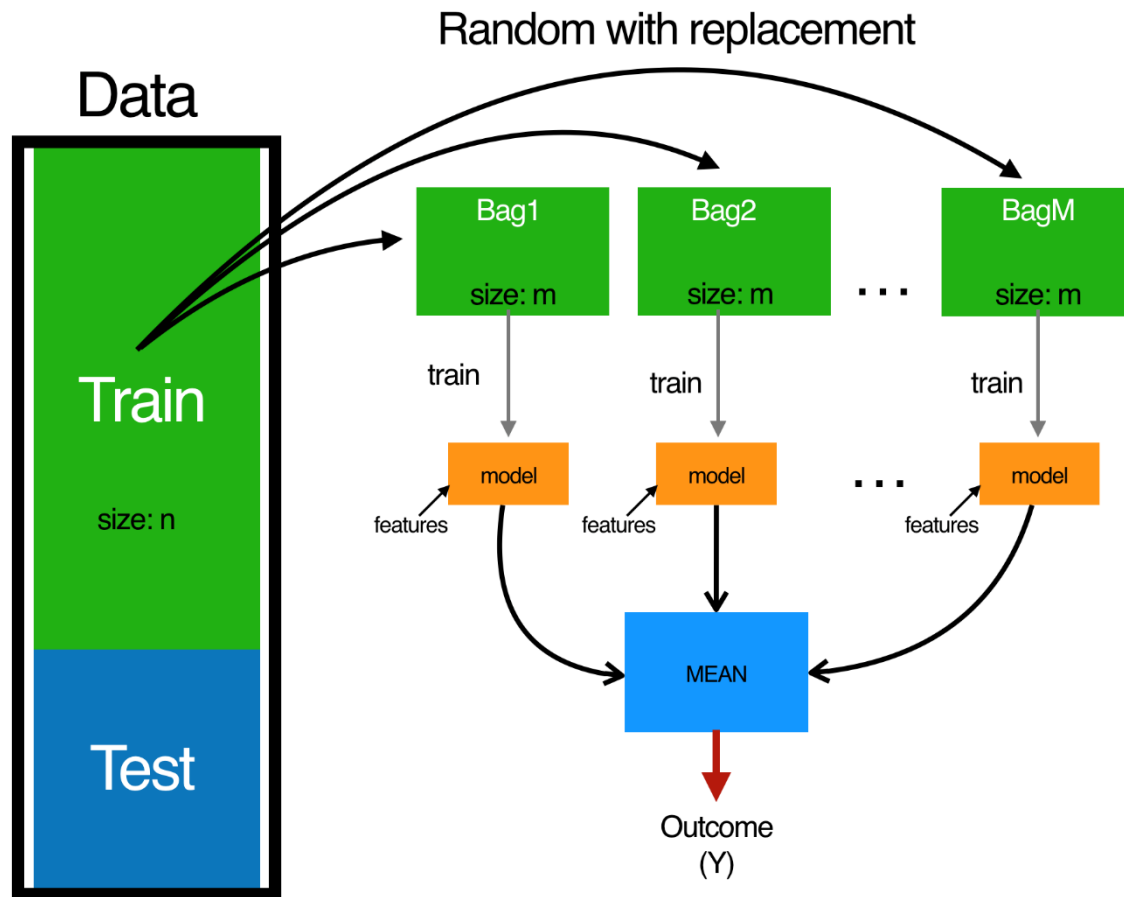 Random with replacement
Data
Bag1
Bag2
BagM
size: m
size: m
...
size: m
train
train
train
Train
model
model
...
model
size: n
features
features
features
MEAN
Test
Outcome
(Y)